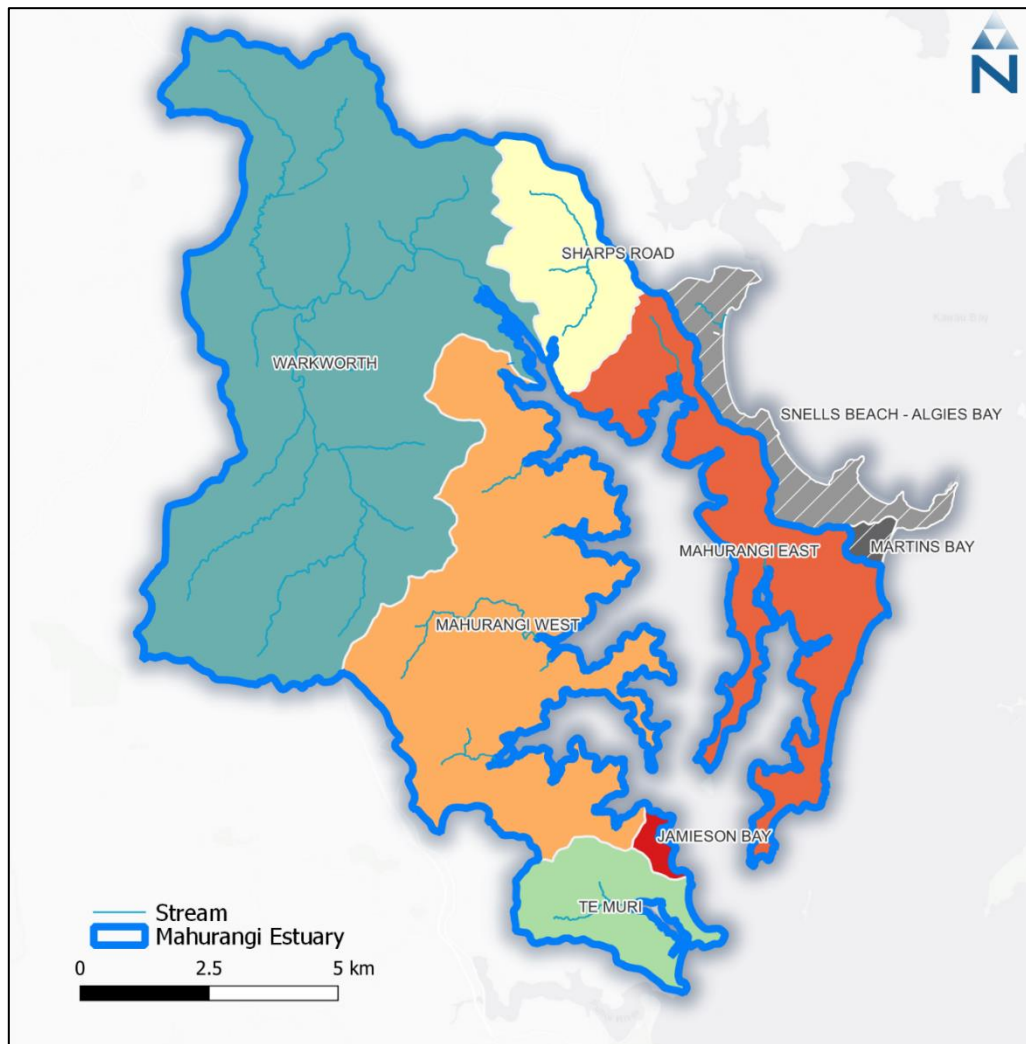 N
SHARPS ROAD
WARKWORTH
SNELLS BEACH - ALGIES BAY
MAHURANGI EAST
MARTINS BAY
MAHURANGI WEST
JAMIESON BAY
TE MURI
Stream
Mahurangi Estuary
0 2.5 5 km